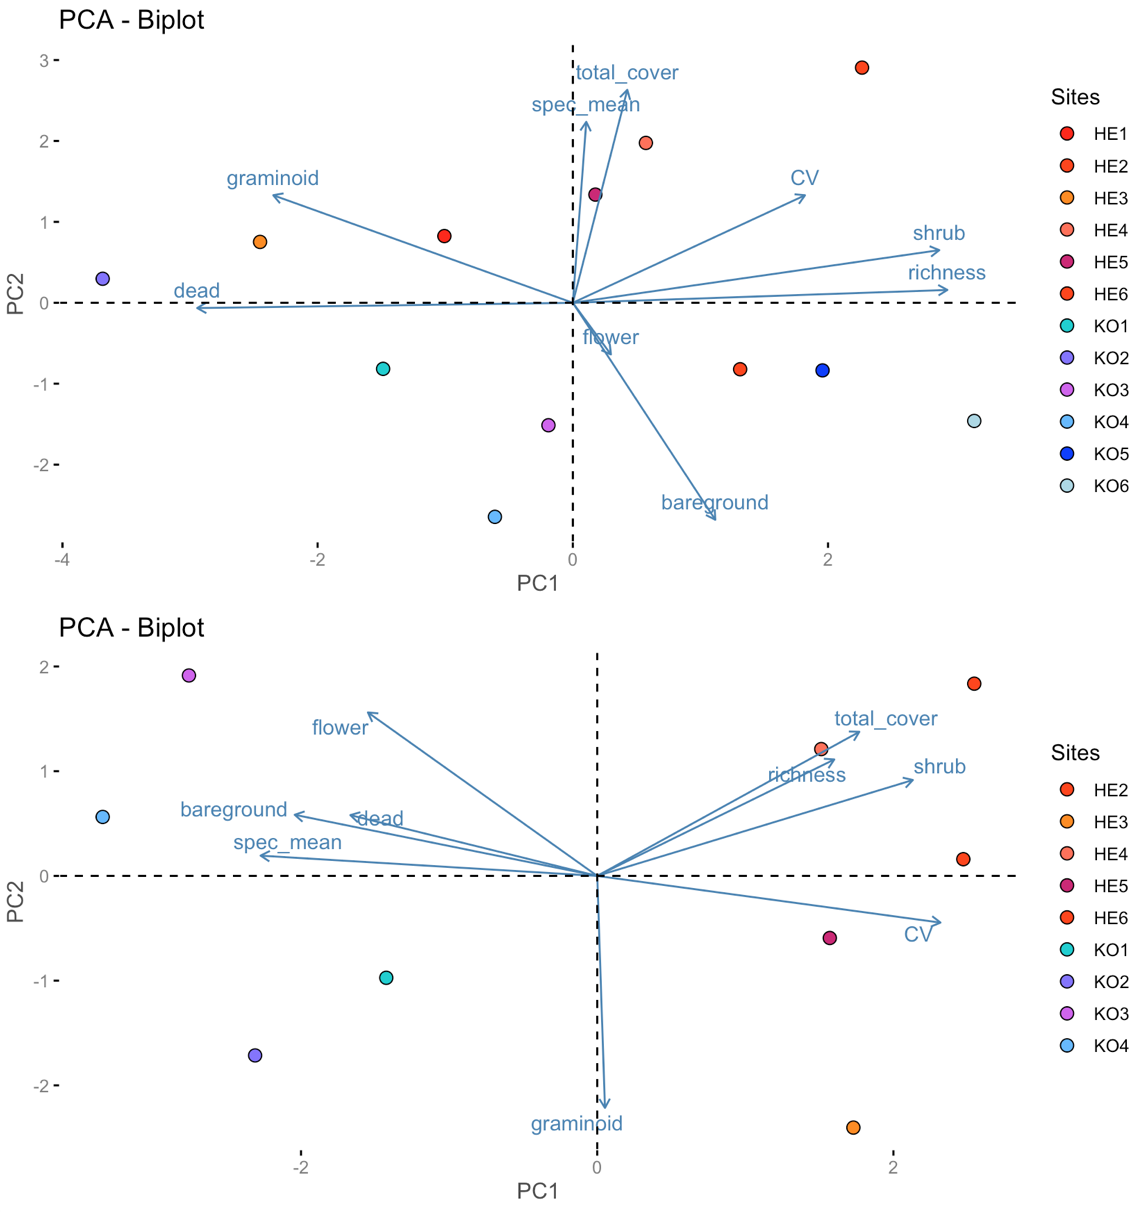 PCA - Biplot
3
2
1
0
-1
-2
PC2
-4
-2
0
2
PC1
total_cover
spec_mean
graminoid
CV
shrub
richness
dead
flower
bareground
Sites
HE1
HE2
HE3
HE4
HE5
HE6
KO1
KO2
KO3
KO4
KO5
KO6
PCA - Biplot
2
1
0
-1
-2
PC2
-2
0
2
PC1
flower
total_cover
richness
shrub
bareground
dead
spec_mean
CV
graminoid
Sites
HE2
HE3
HE4
HE5
HE6
KO1
KO2
KO3
KO4